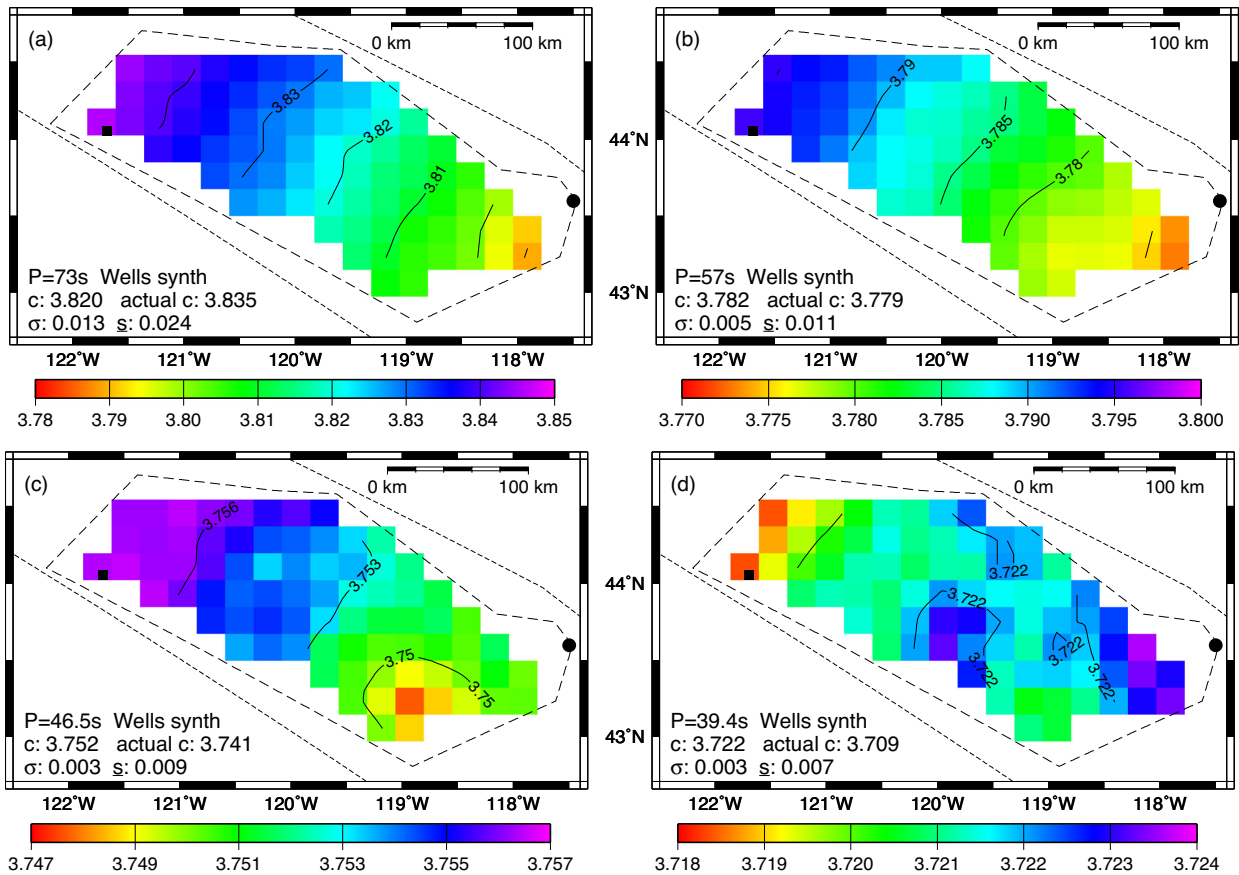 (a)
0 km 100 km
3.83
3.82
3.81
P=73s Wells synth
c: 3.820 actual c: 3.835
σ: 0.013 s: 0.024
122°W 121°W 120°W 119°W 118°W
3.78 3.79 3.80 3.81 3.82 3.83 3.84 3.85
(b)
0 km 100 km
3.79
3.785
3.78
44°N
43°N
P=57s Wells synth
c: 3.782 actual c: 3.779
σ: 0.005 s: 0.011
122°W 121°W 120°W 119°W 118°W
3.770 3.775 3.780 3.785 3.790 3.795 3.800
(c)
0 km 100 km
3.756
3.753
3.75
3.75
P=46.5s Wells synth
c: 3.752 actual c: 3.741
σ: 0.003 s: 0.009
122°W 121°W 120°W 119°W 118°W
3.747 3.749 3.751 3.753 3.755 3.757
(d)
0 km 100 km
3.722
3.722
3.722
3.722
3.722
44°N
43°N
P=39.4s Wells synth
c: 3.722 actual c: 3.709
σ: 0.003 s: 0.007
122°W 121°W 120°W 119°W 118°W
3.718 3.719 3.720 3.721 3.722 3.723 3.724